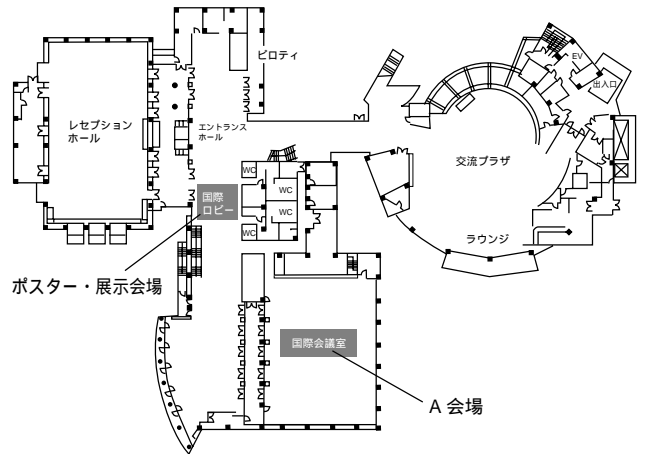 ピロティ
EV
出入口
レセプション
ホール
エントランス
ホール
交流プラザ
WC
WC
国際
ロビー
WC
WC
ラウンジ
ポスター・展示会場
国際会議室
A 会場